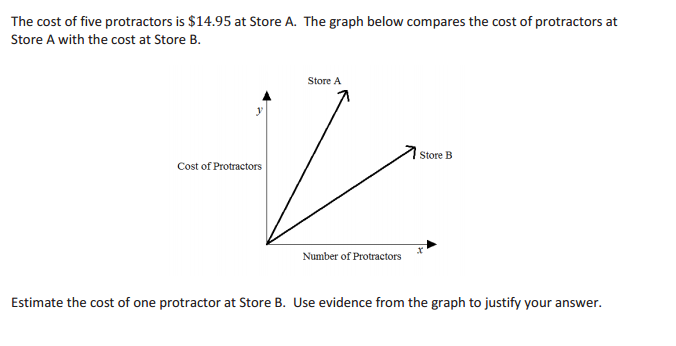 The cost of five protractors is $14.95 at Store A. The graph below compares the cost of protractors at
Store A with the cost at Store B.
Store A
y
Store B
Cost of Protractors
x
Number of Protractors
Estimate the cost of one protractor at Store B. Use evidence from the graph to justify your answer.